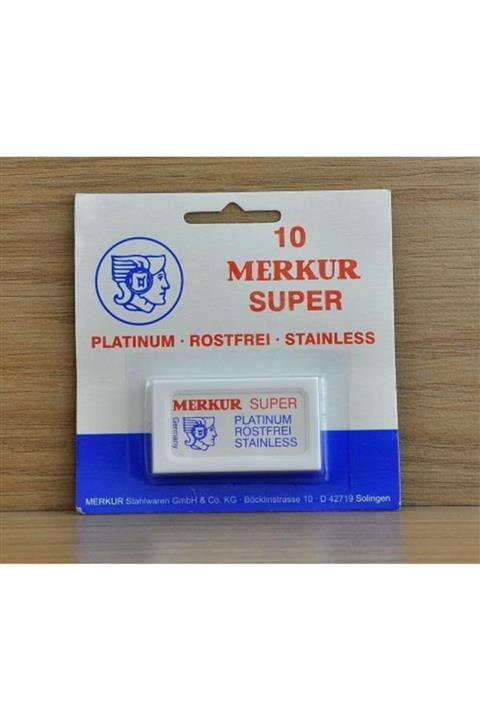 10
MERKUR
SUPER
PLATINUM · ROSTFREI · STAINLESS
MERKUR SUPER
PLATINUM
ROSTFREI
STAINLESS
Germany
MERKUR Stahlwaren GmbH & Co. KG · Böcklinstrasse 10 · D 42719 Solingen